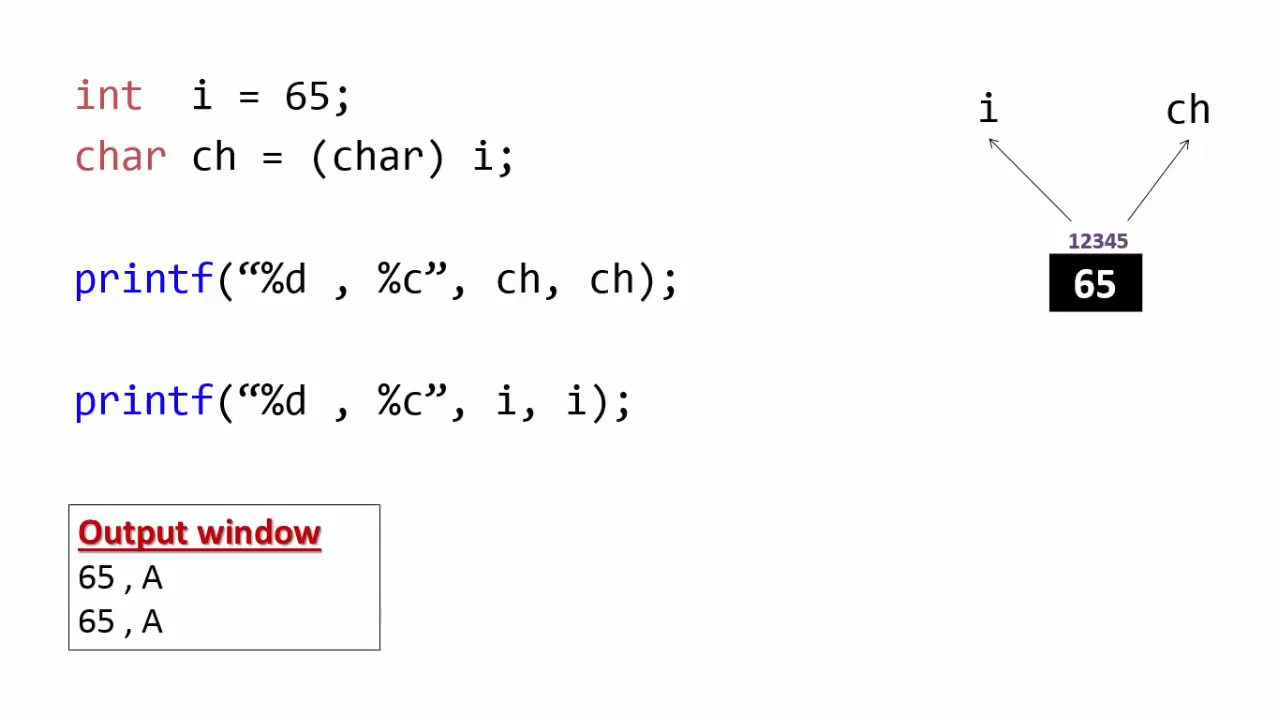 int  i = 65;
char ch = (char) i;
printf(“%d , %c”, ch, ch);
printf(“%d , %c”, i, i);
Output window
65 , A
65 , A
i
ch
12345
65